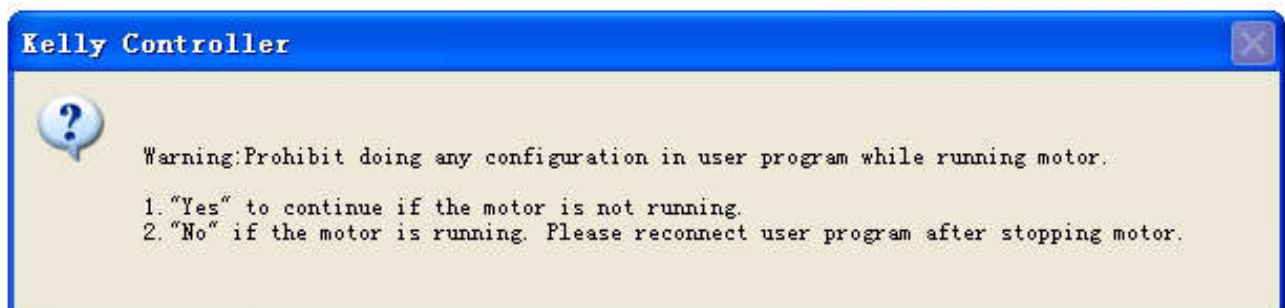 Kelly Controller
Warning:Prohibit doing any configuration in user program while running motor.
1."Yes" to continue if the motor is not running.
2."No" if the motor is running. Please reconnect user program after stopping motor.